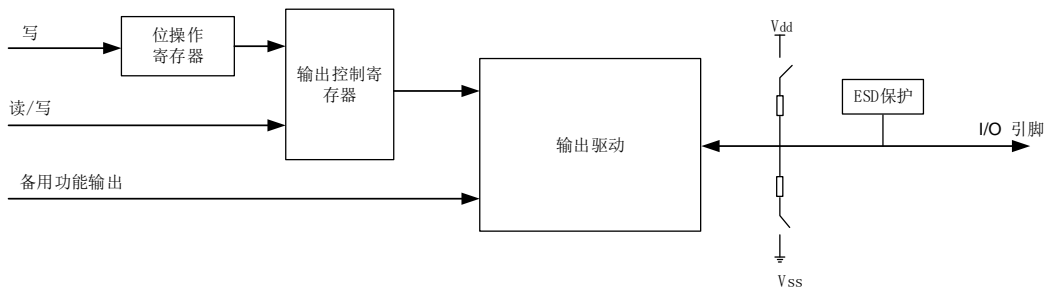 写
位操作
寄存器
读/写
输出控制寄
存器
备用功能输出
输出驱动
Vdd
ESD保护
I/O 引脚
Vss